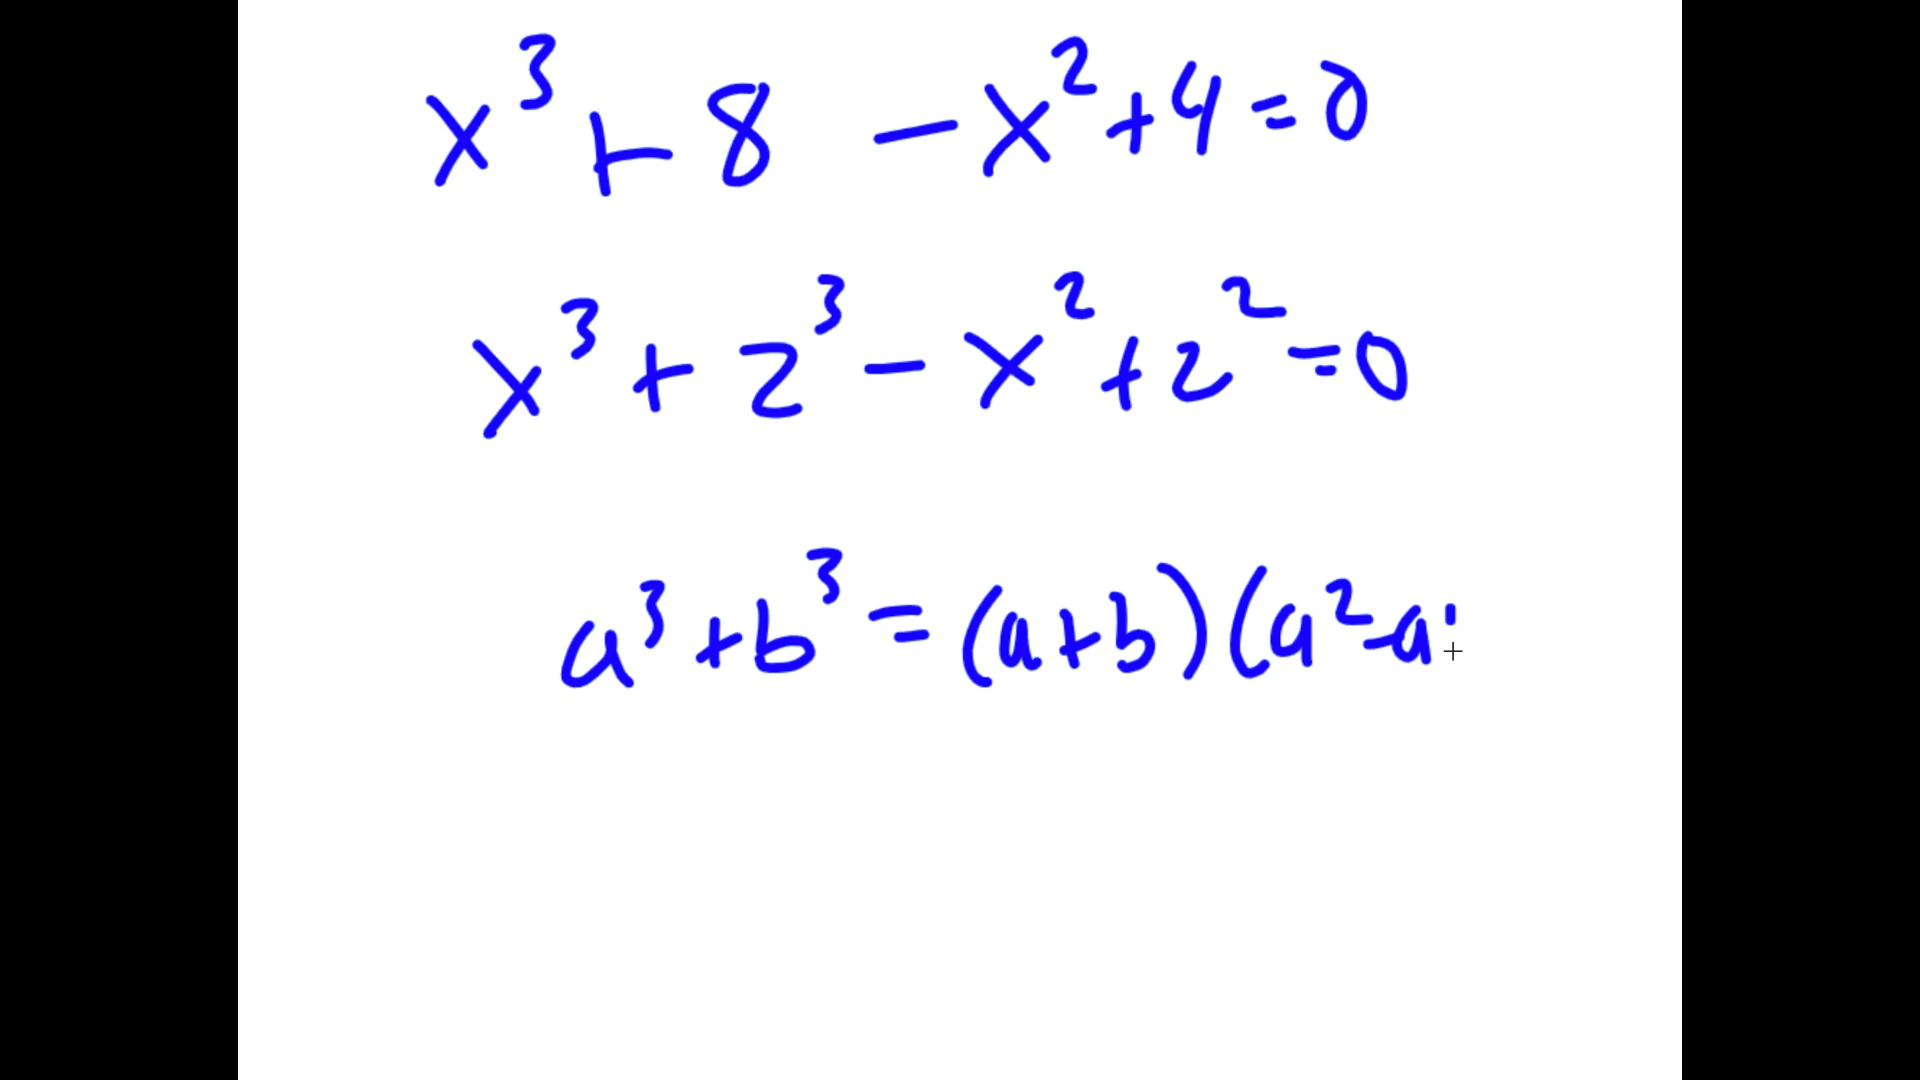 x³ + 8 - x² + 4 = 0
x³ + 2³ - x² + 2² = 0
a³ + b³ = (a + b)(a² - a